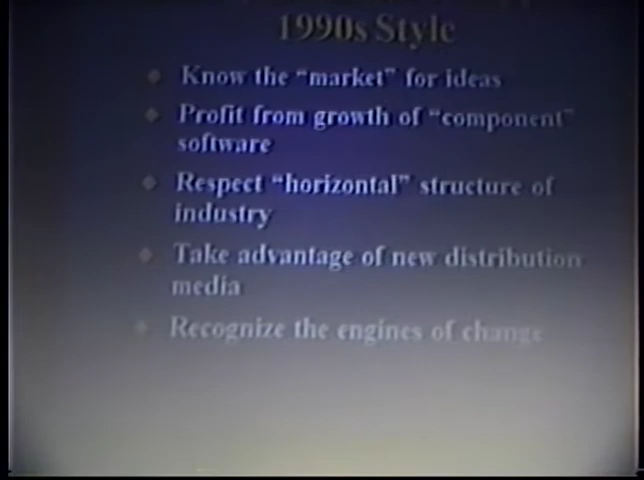 1990s Style
Know the “market” for ideas
Profit from growth of “component”
software
Respect “horizontal” structure of
industry
Take advantage of new distribution
media
Recognize the engines of change